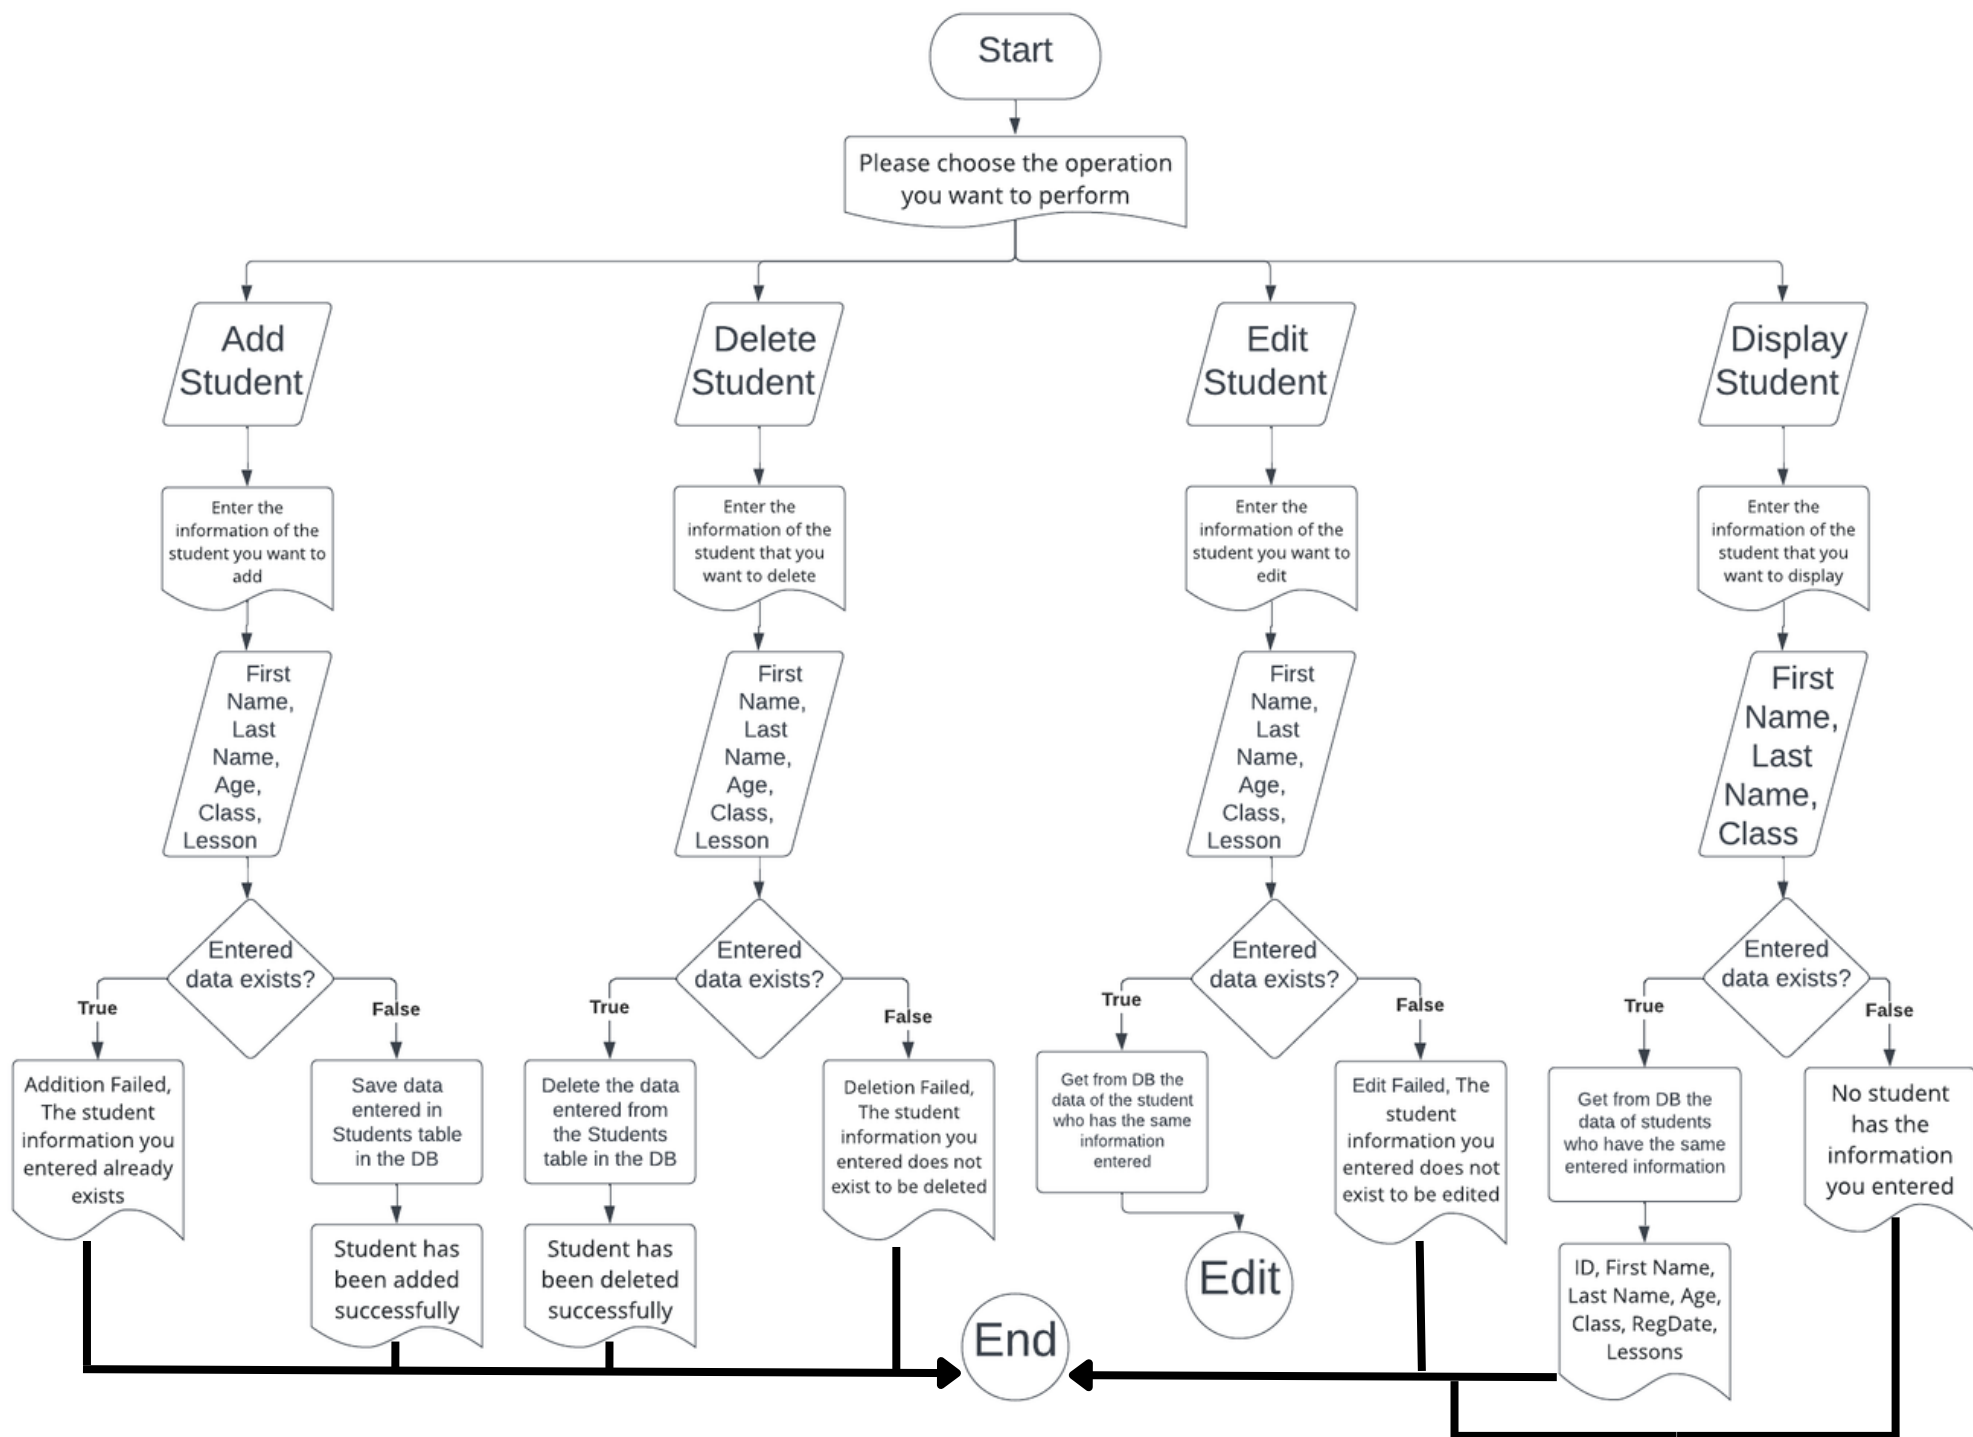 Start
Please choose the operation
you want to perform
Add
Student
Delete
Student
Edit
Student
Display
Student
Enter the
information of the
student you want to
add
Enter the
information of the
student that you
want to delete
Enter the
information of the
student you want to
edit
Enter the
information of the
student that you
want to display
First
Name,
Last
Name,
Age,
Class,
Lesson
First
Name,
Last
Name,
Age,
Class,
Lesson
First
Name,
Last
Name,
Age,
Class,
Lesson
First
Name,
Last
Name,
Class
Entered
data exists?
Entered
data exists?
Entered
data exists?
Entered
data exists?
True
False
True
False
True
False
True
False
Addition Failed,
The student
information you
entered already
exists
Save data
entered in
Students table
in the DB
Delete the data
entered from
the Students
table in the DB
Deletion Failed,
The student
information you
entered does not
exist to be deleted
Get from DB the
data of the student
who has the same
information
entered
Edit Failed, The
student
information you
entered does not
exist to be edited
Get from DB the
data of students
who have the same
entered information
No student
has the
information
you entered
Student has
been added
successfully
Student has
been deleted
successfully
End
Edit
ID, First Name,
Last Name, Age,
Class, RegDate,
Lessons